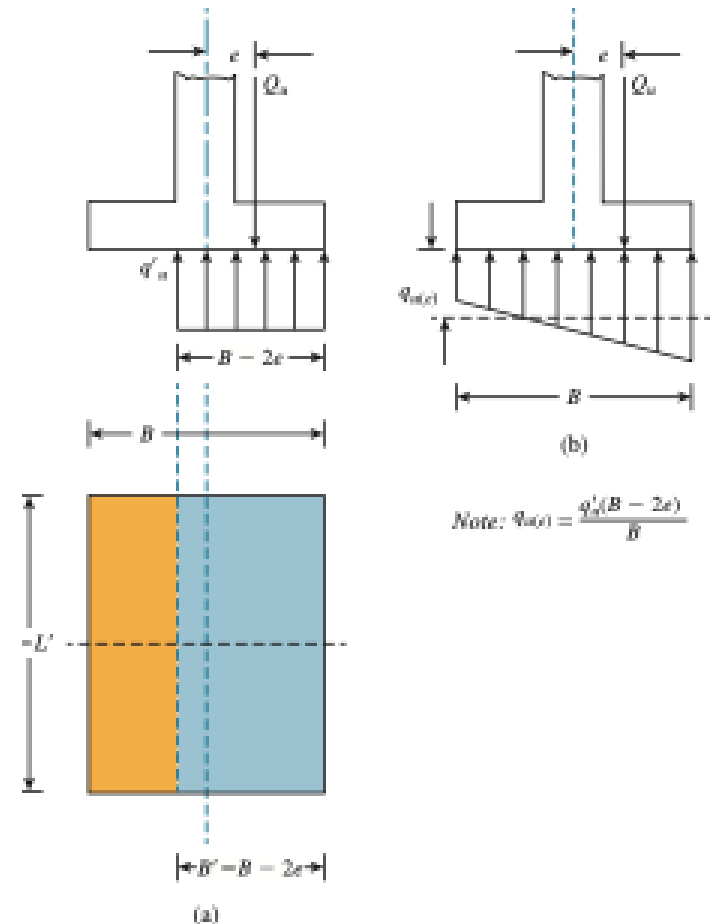 e
Qu
q'u
B − 2e
B
=L'
B' = B − 2e
(a)
e
Qu
qu(e)
B
(b)
Note: qu(e) = q'u(B − 2e) / B